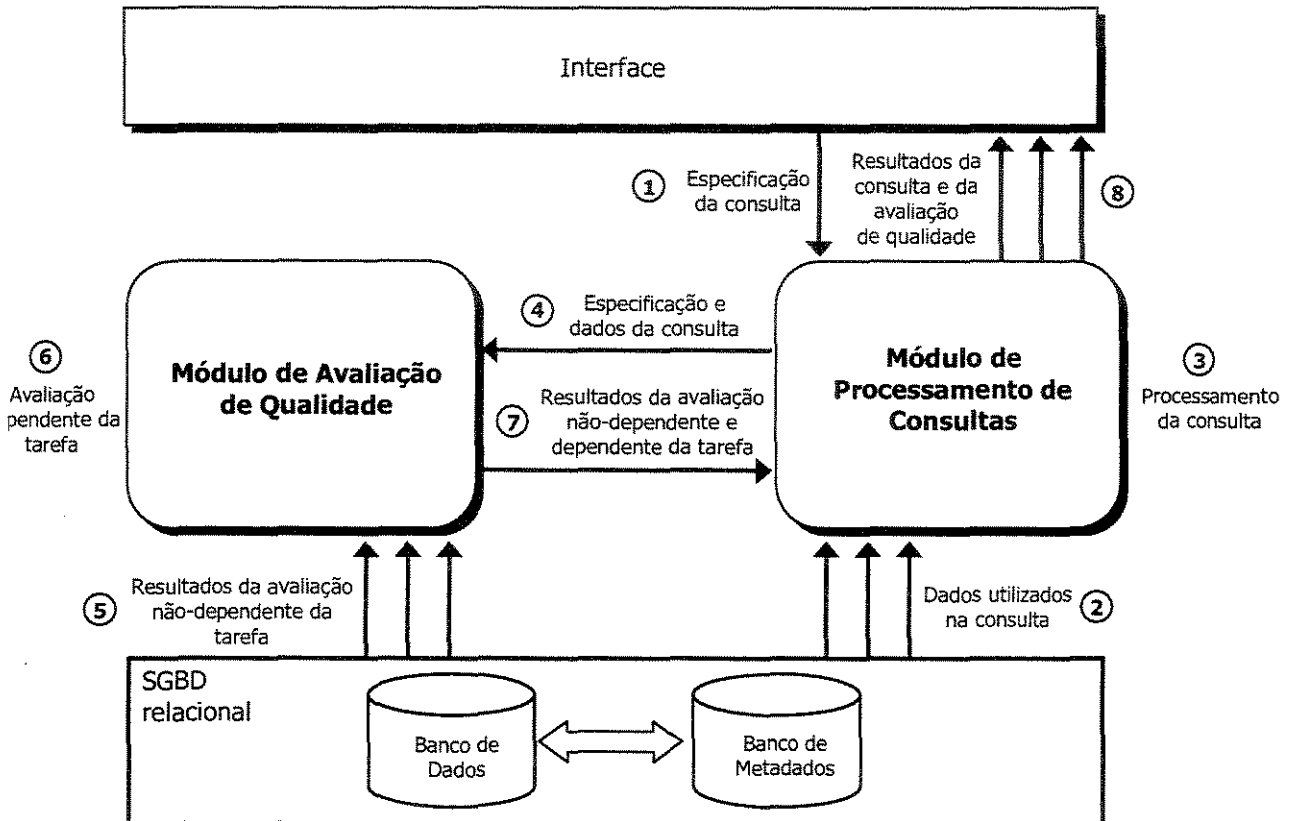 Interface
1
Especificação
da consulta
Resultados da
consulta e da
avaliação
de qualidade
8
4
Especificação e
dados da consulta
Módulo de Avaliação
de Qualidade
6
Avaliação
pendente da
tarefa
7
Resultados da avaliação
não-dependente e
dependente da tarefa
Módulo de
Processamento de
Consultas
3
Processamento
da consulta
5
Resultados da avaliação
não-dependente da
tarefa
Dados utilizados
na consulta
2
SGBD
relacional
Banco de
Dados
Banco de
Metadados